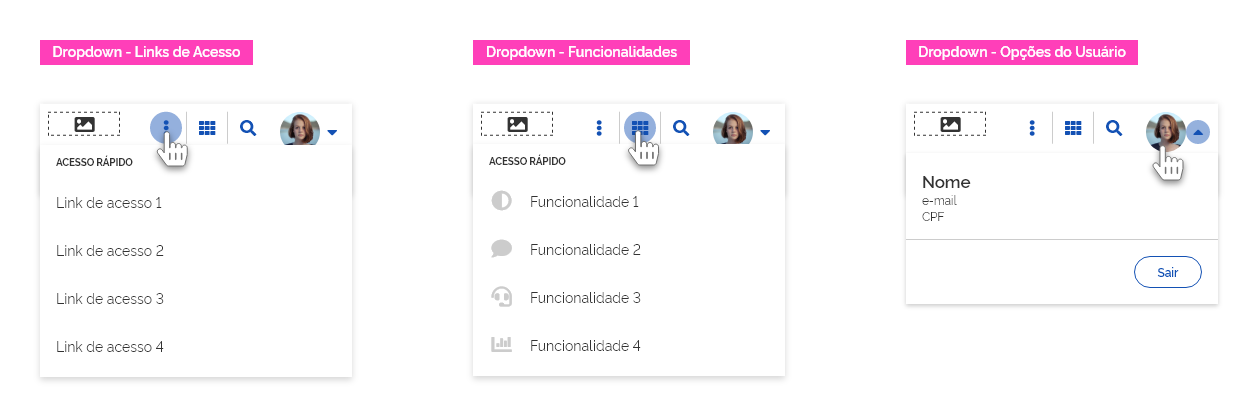 Dropdown - Links de Acesso
ACESSO RÁPIDO
Link de acesso 1
Link de acesso 2
Link de acesso 3
Link de acesso 4
Dropdown - Funcionalidades
ACESSO RÁPIDO
Funcionalidade 1
Funcionalidade 2
Funcionalidade 3
Funcionalidade 4
Dropdown - Opções do Usuário
Nome
e-mail
CPF
Sair